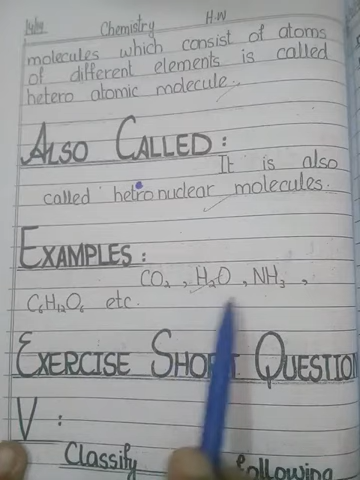 Chemistry H.W
molecules which consist of atoms
of different elements is called
hetero atomic molecule.
ALSO CALLED:
It is also
called hetronuclear molecules.
EXAMPLES:
CO₂, H₂O, NH₃,
C₆H₁₂O₆ etc.
EXERCISE SHORT QUESTION
V:
Classify following